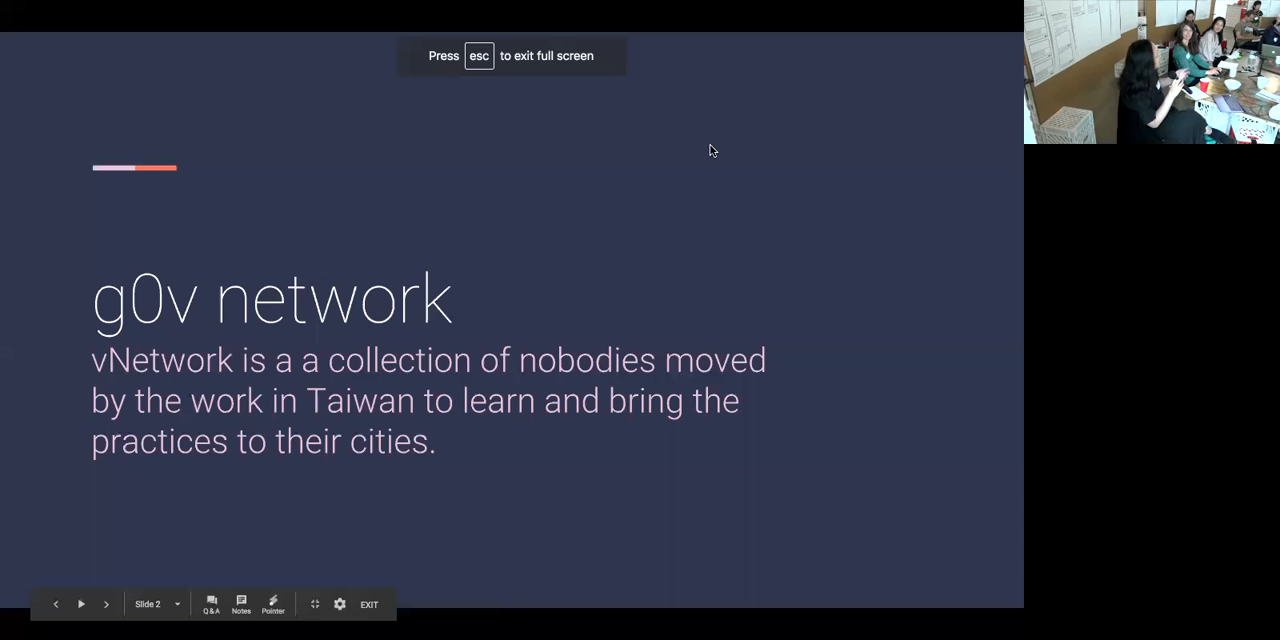 Press esc to exit full screen
g0v network
vNetwork is a a collection of nobodies moved
by the work in Taiwan to learn and bring the
practices to their cities.
Slide 2
Q & A
Notes
Pointer
EXIT